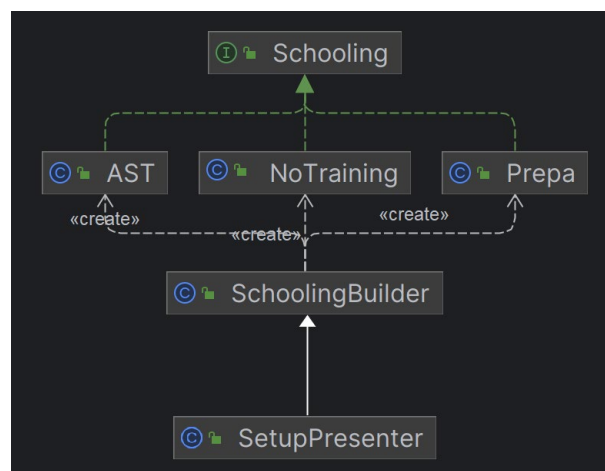 I Schooling
C AST
C NoTraining
C Prepa
«create»
«create»
«create»
C SchoolingBuilder
C SetupPresenter